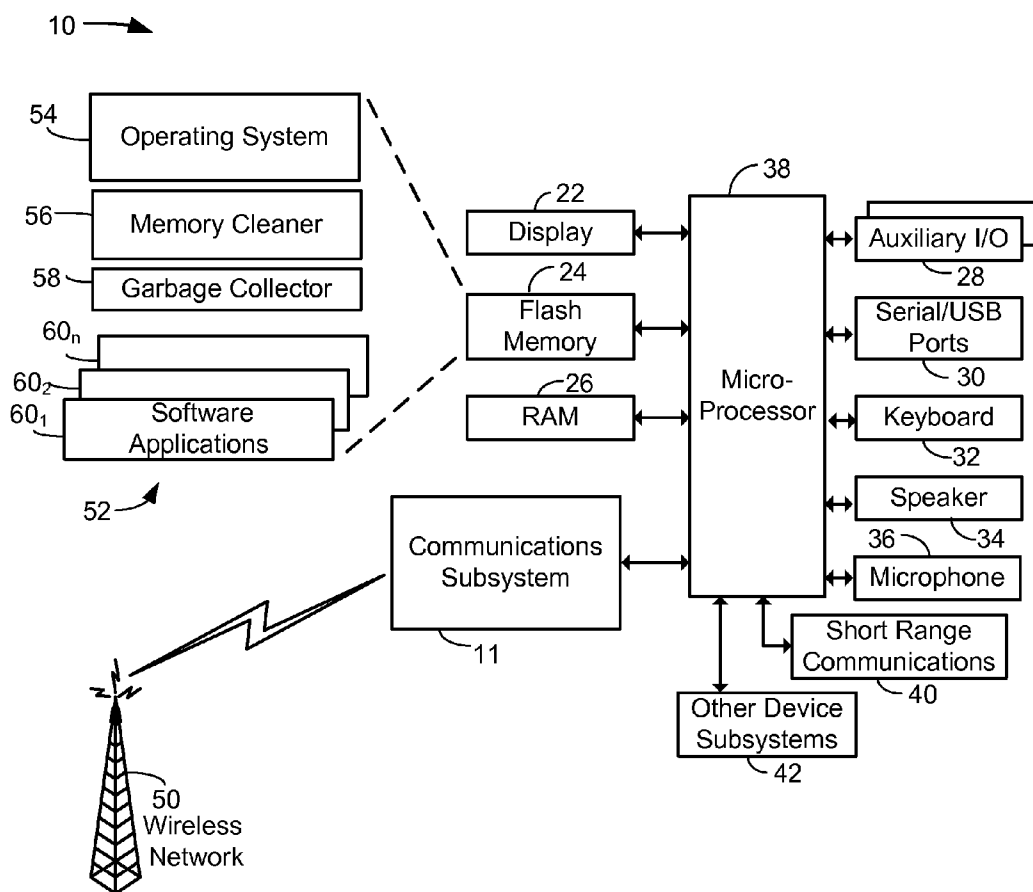 10
54
Operating System
56
Memory Cleaner
58
Garbage Collector
60n
602
601
Software
Applications
52
22
Display
24
Flash
Memory
26
RAM
38
Micro-
Processor
Auxiliary I/O
28
Serial/USB
Ports
30
Keyboard
32
Speaker
34
36
Microphone
Communications
Subsystem
11
Short Range
Communications
40
Other Device
Subsystems
42
50
Wireless
Network